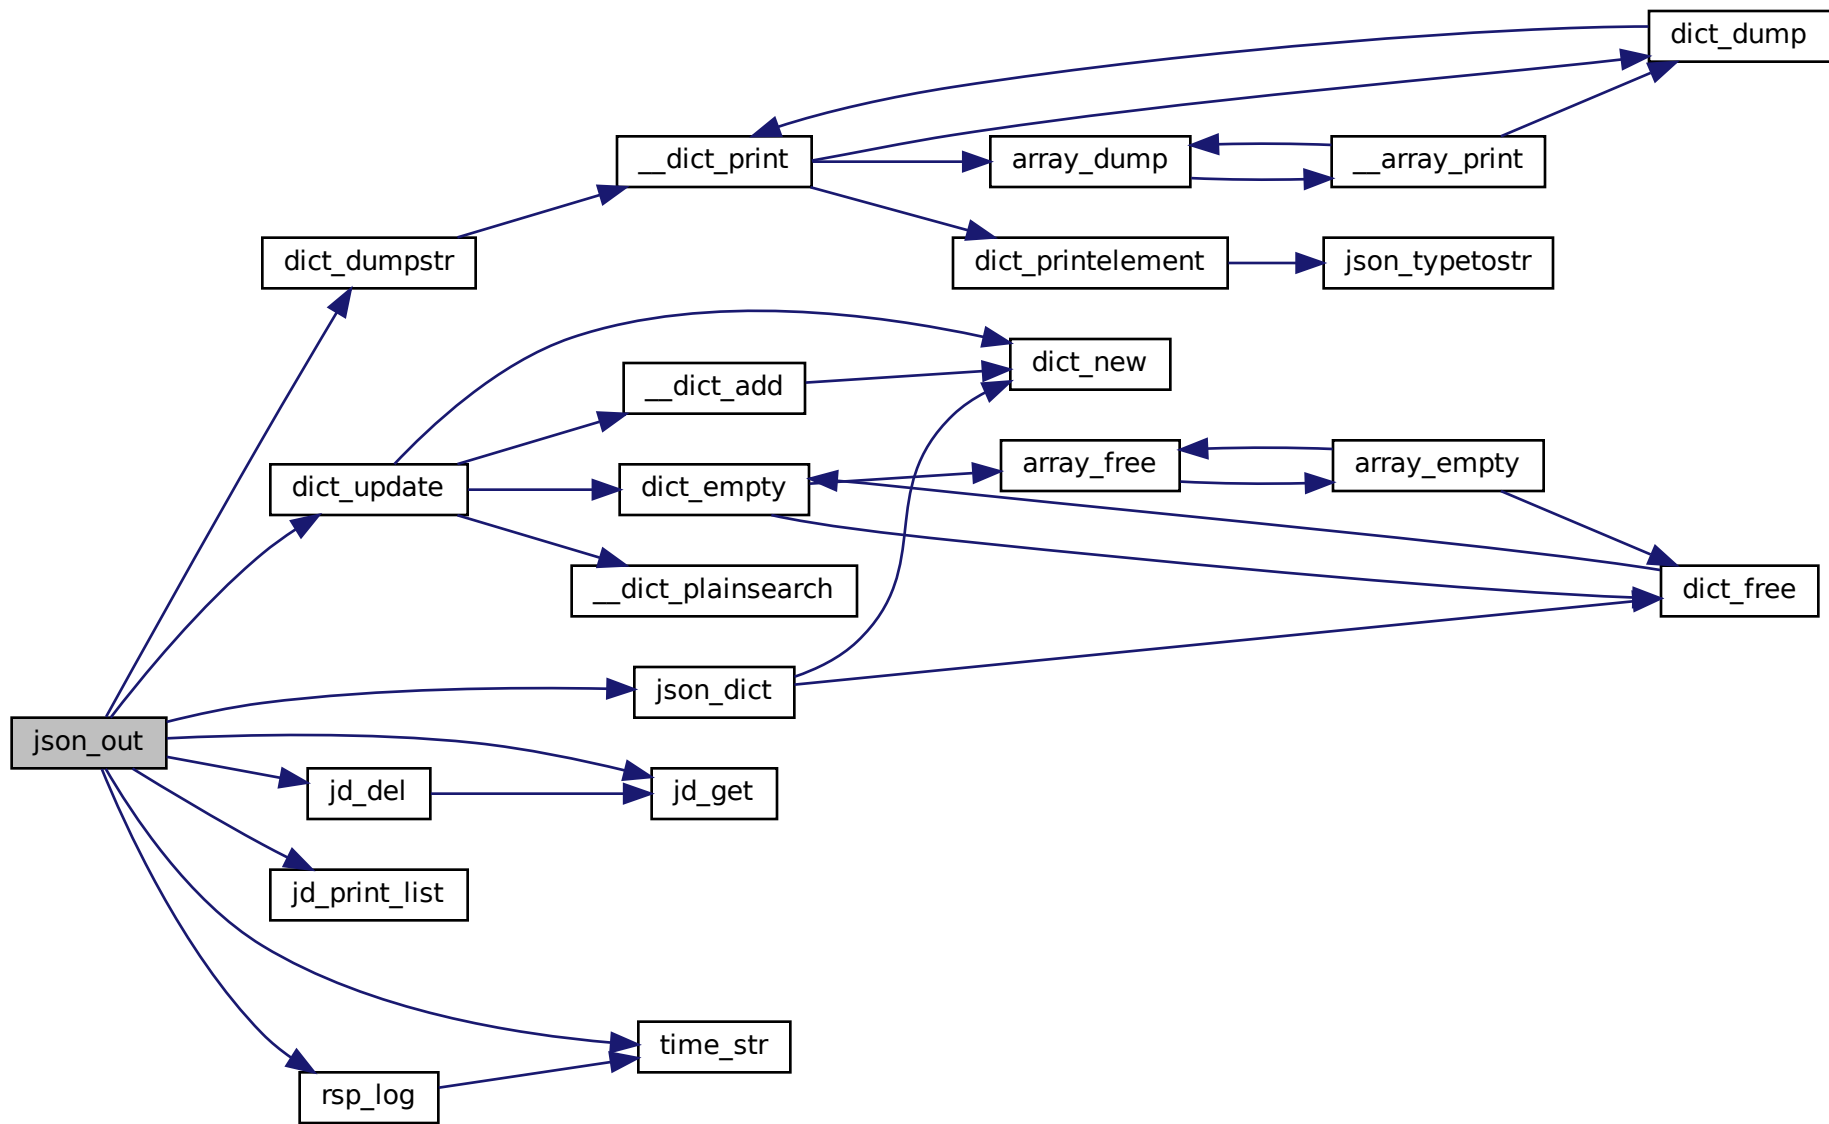 dict_dump
__dict_print
array_dump
__array_print
dict_dumpstr
dict_printelement
json_typetostr
dict_new
__dict_add
array_free
array_empty
dict_update
dict_empty
__dict_plainsearch
dict_free
json_dict
json_out
jd_del
jd_get
jd_print_list
time_str
rsp_log